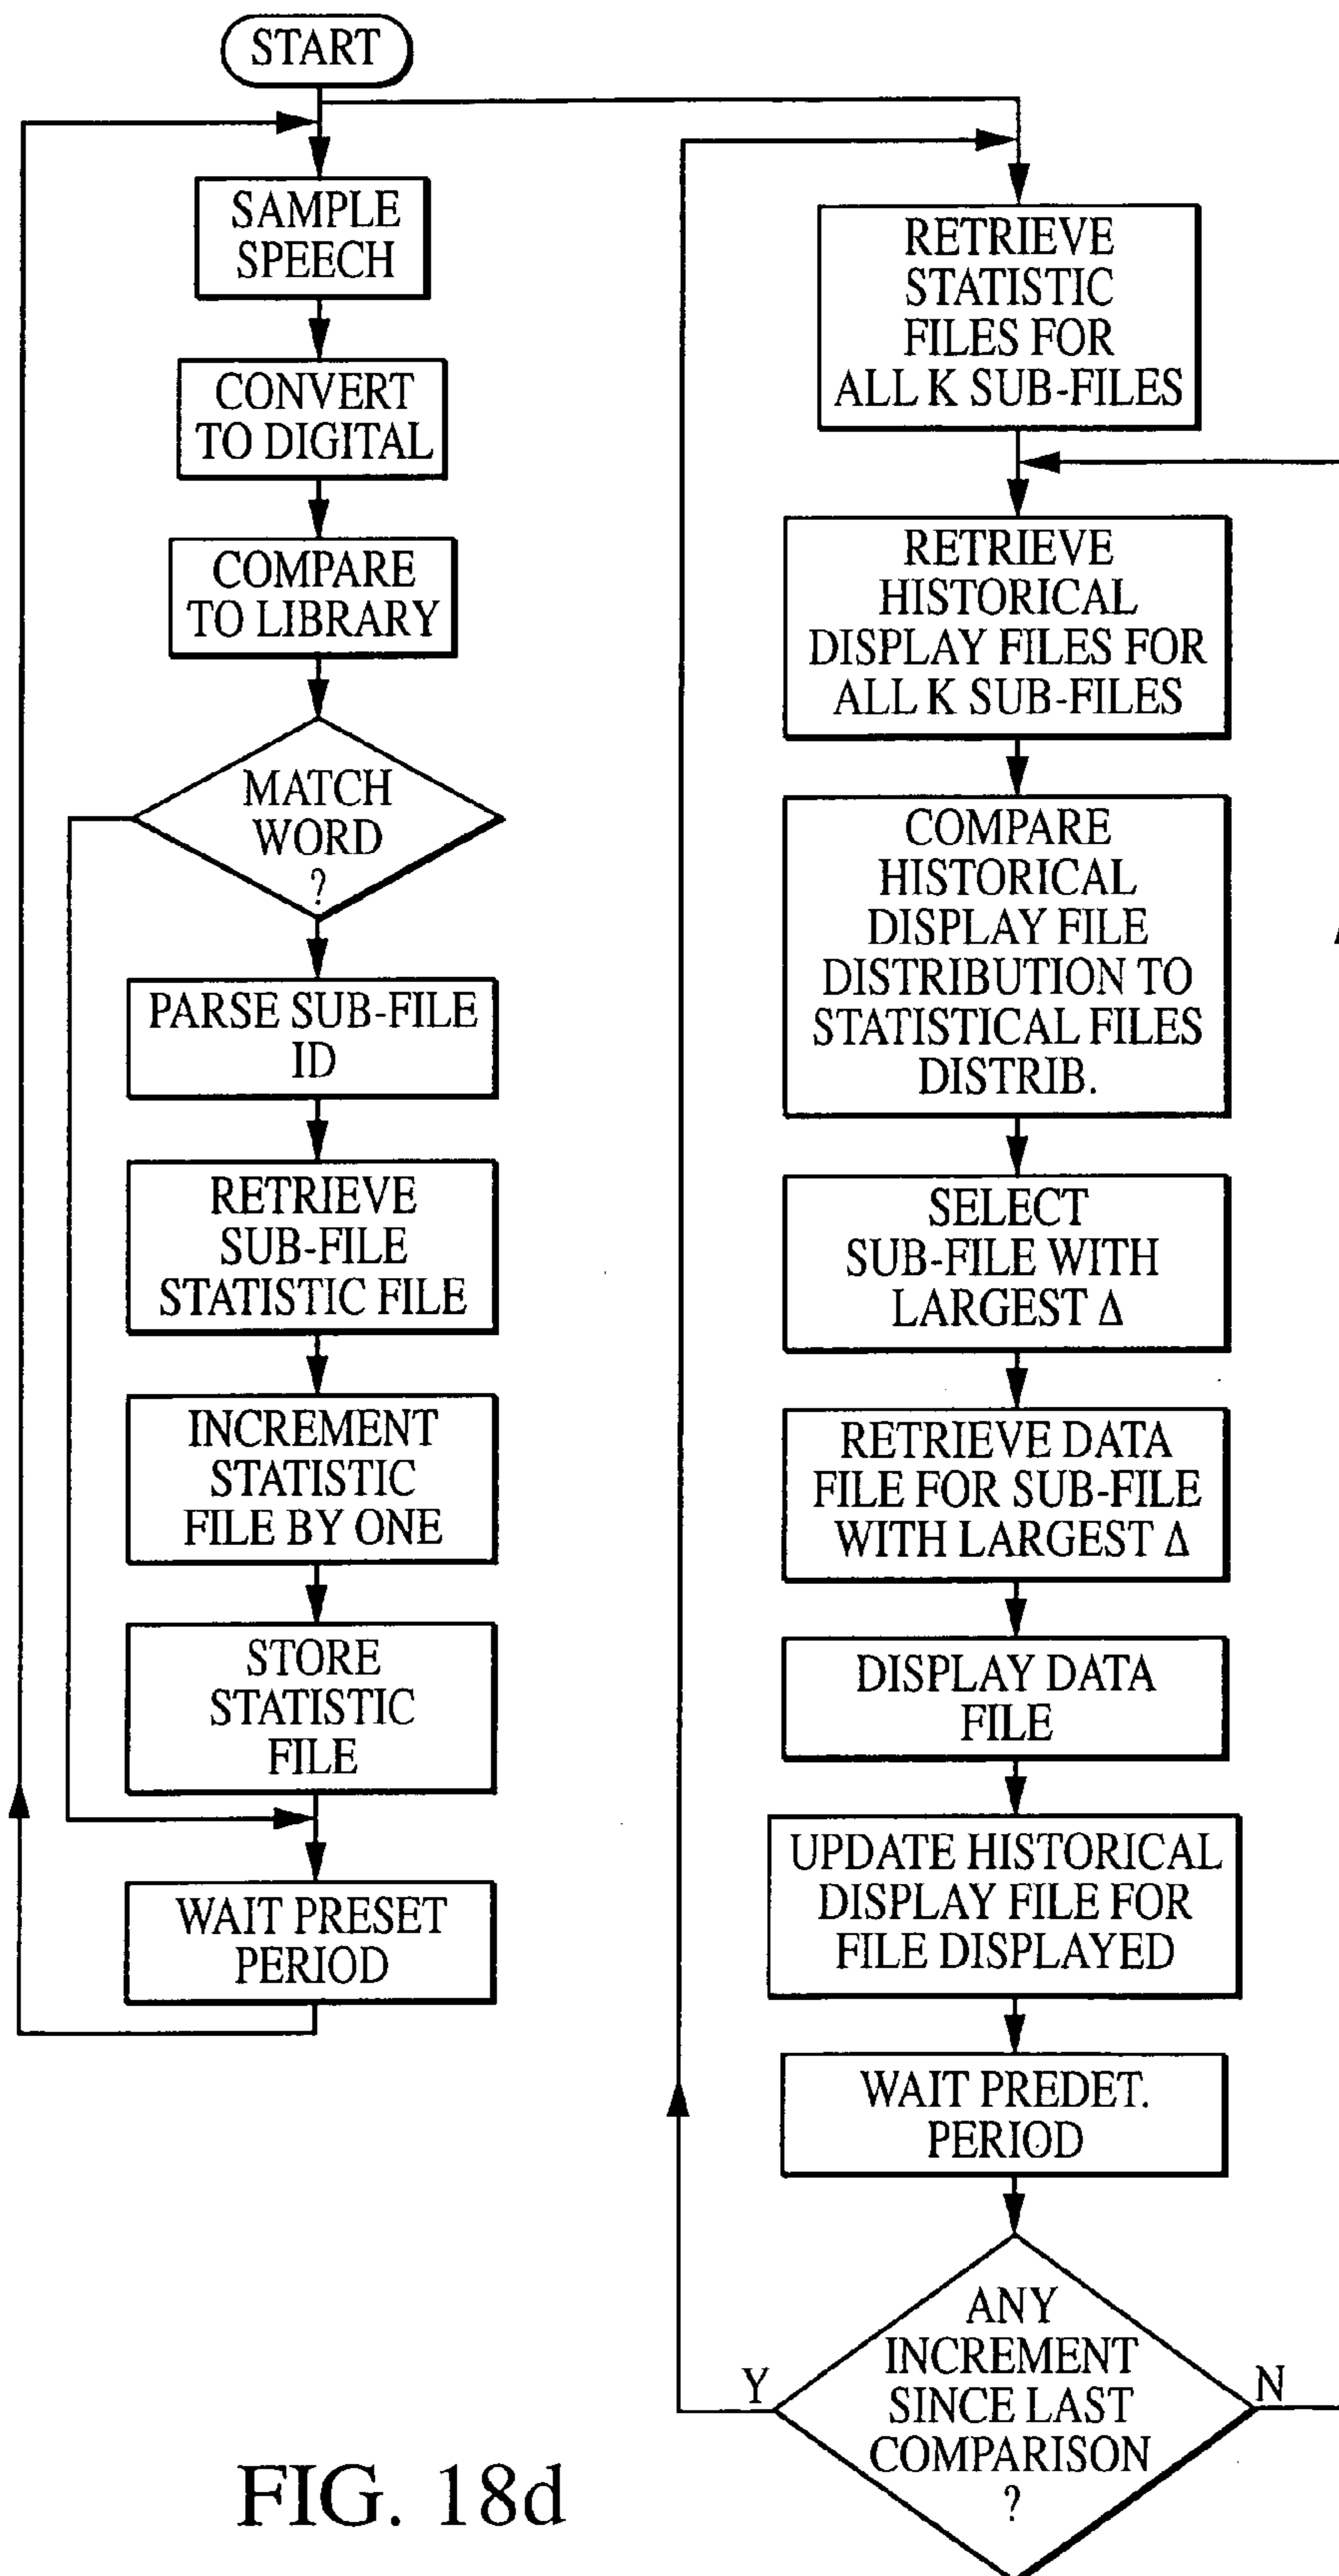 START
SAMPLE
SPEECH
CONVERT
TO DIGITAL
COMPARE
TO LIBRARY
MATCH
WORD
?
PARSE SUB-FILE
ID
RETRIEVE
SUB-FILE
STATISTIC FILE
INCREMENT
STATISTIC
FILE BY ONE
STORE
STATISTIC
FILE
WAIT PRESET
PERIOD
RETRIEVE
STATISTIC
FILES FOR
ALL K SUB-FILES
RETRIEVE
HISTORICAL
DISPLAY FILES FOR
ALL K SUB-FILES
COMPARE
HISTORICAL
DISPLAY FILE
DISTRIBUTION TO
STATISTICAL FILES
DISTRIB.
SELECT
SUB-FILE WITH
LARGEST Δ
RETRIEVE DATA
FILE FOR SUB-FILE
WITH LARGEST Δ
DISPLAY DATA
FILE
UPDATE HISTORICAL
DISPLAY FILE FOR
FILE DISPLAYED
WAIT PREDET.
PERIOD
ANY
INCREMENT
SINCE LAST
COMPARISON
?
Y
N
FIG. 18d